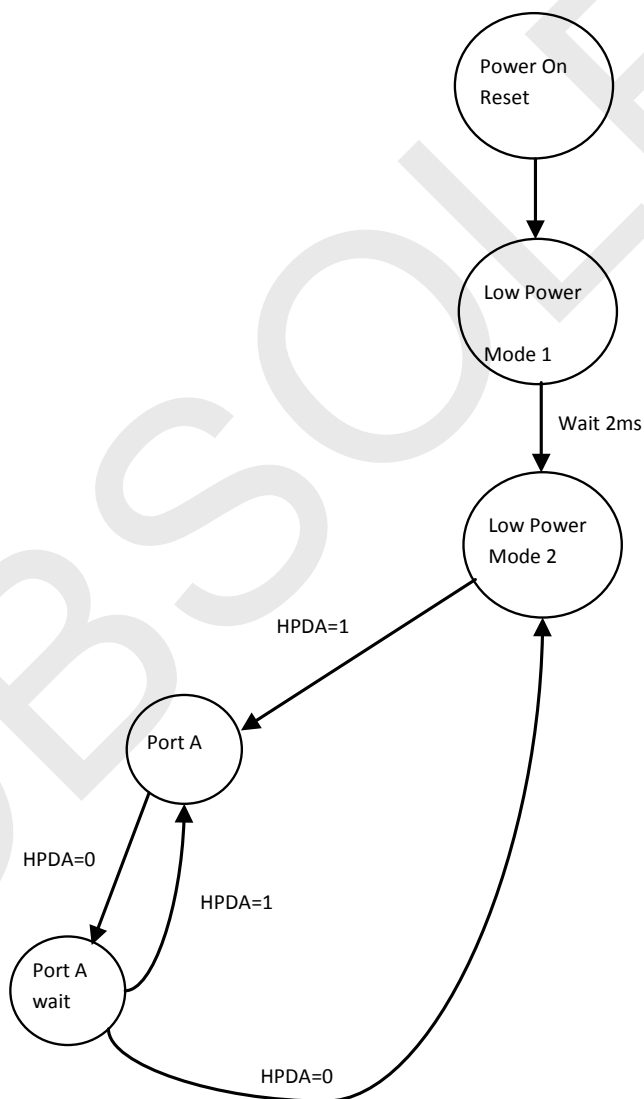 Power On
Reset
Low Power
Mode 1
Wait 2ms
Low Power
Mode 2
HPDA=1
Port A
HPDA=0
HPDA=1
Port A
wait
HPDA=0
OBSOLE